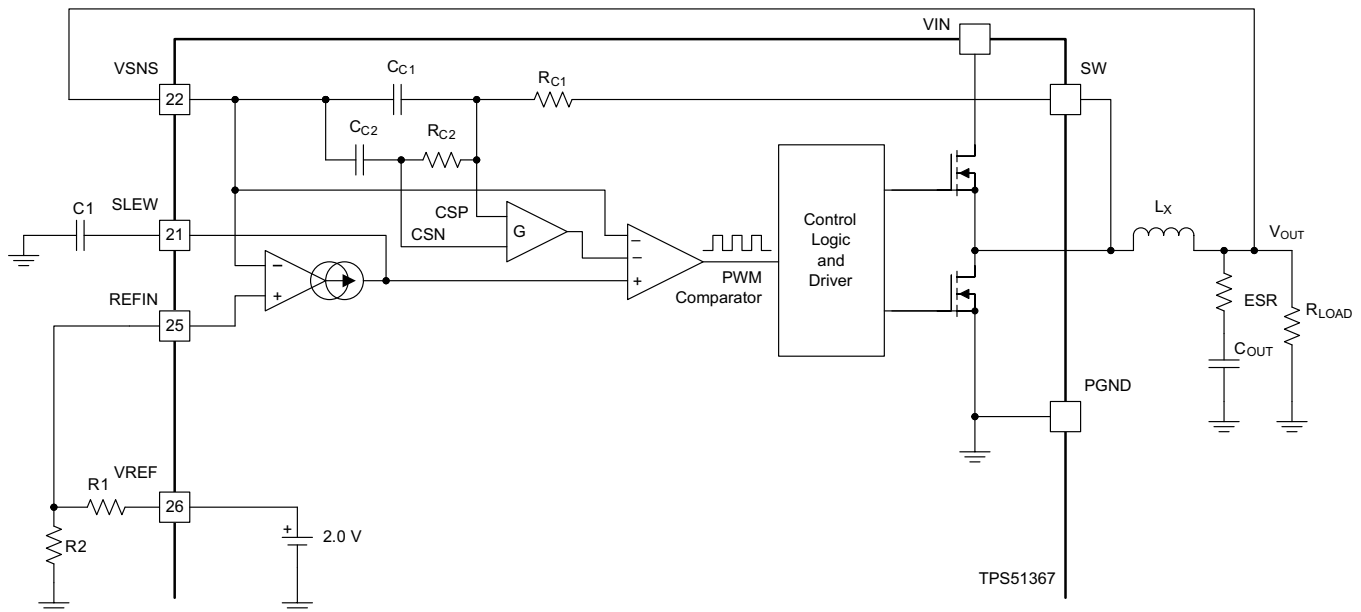 VIN
VSNS
SW
22
CC1
RC1
CC2
RC2
C1
SLEW
21
CSP
CSN
G
−
−
+
PWM
Comparator
Control
Logic
and
Driver
LX
VOUT
−
+
REFIN
25
ESR
RLOAD
COUT
PGND
VREF
R1
26
R2
+
2.0 V
TPS51367